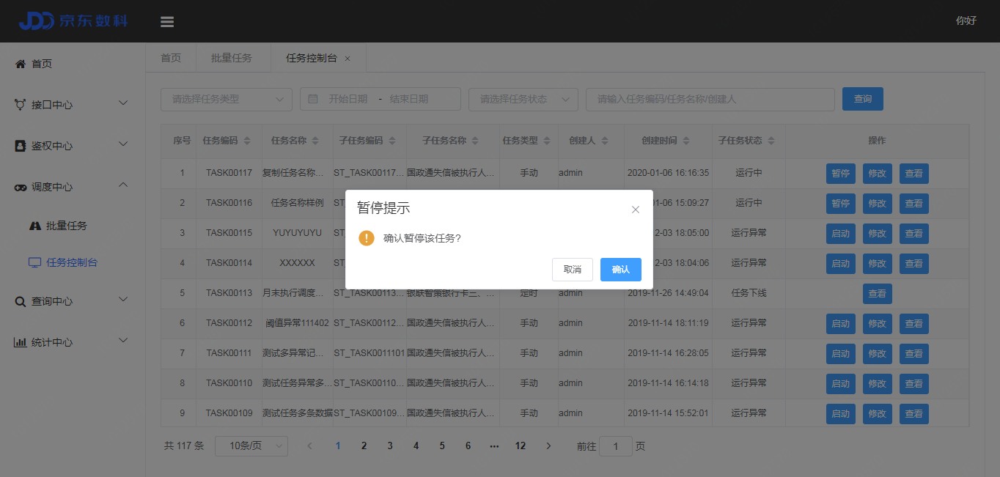 JDD 京东数科
你好
首页
接口中心
鉴权中心
调度中心
批量任务
任务控制台
查询中心
统计中心
首页 批量任务 任务控制台 ×
请选择任务类型 开始日期 - 结束日期 请选择任务状态 请输入任务编码/任务名称/创建人 查询
序号 任务编码 任务名称 子任务编码 子任务名称 任务类型 创建人 创建时间 子任务状态 操作
1 TASK00117 复制任务名称... ST_TASK00117... 国政通失信被执行人... 手动 admin 2020-01-06 16:16:35 运行中 暂停 修改 查看
2 TASK00116 任务名称样例 ST_ 01-06 15:09:27 运行中 暂停 修改 查看
3 TASK00115 YUYUYUYU ST_ 2-03 18:05:00 运行异常 启动 修改 查看
4 TASK00114 XXXXXX ST_ 2-03 18:04:06 运行异常 启动 修改 查看
5 TASK00113 月末执行调度... ST_TASK00113... 银联智策银行卡三、... 定时 admin 2019-11-26 14:49:04 任务下线 查看
6 TASK00112 阈值异常111402 ST_TASK00112... 国政通失信被执行人... 手动 admin 2019-11-14 18:11:19 运行异常 启动 修改 查看
7 TASK00111 测试多异常记... ST_TASK0011101 国政通失信被执行人... 手动 admin 2019-11-14 16:28:05 运行异常 启动 修改 查看
8 TASK00110 测试任务异常多... ST_TASK00110... 国政通失信被执行人... 手动 admin 2019-11-14 16:14:18 运行异常 启动 修改 查看
9 TASK00109 测试任务多条数据 ST_TASK00109... 国政通失信被执行人... 手动 admin 2019-11-14 15:52:01 运行异常 启动 修改 查看
共 117 条 10条/页 1 2 3 4 5 6 ... 12 前往 1 页
暂停提示
确认暂停该任务?
取消 确认